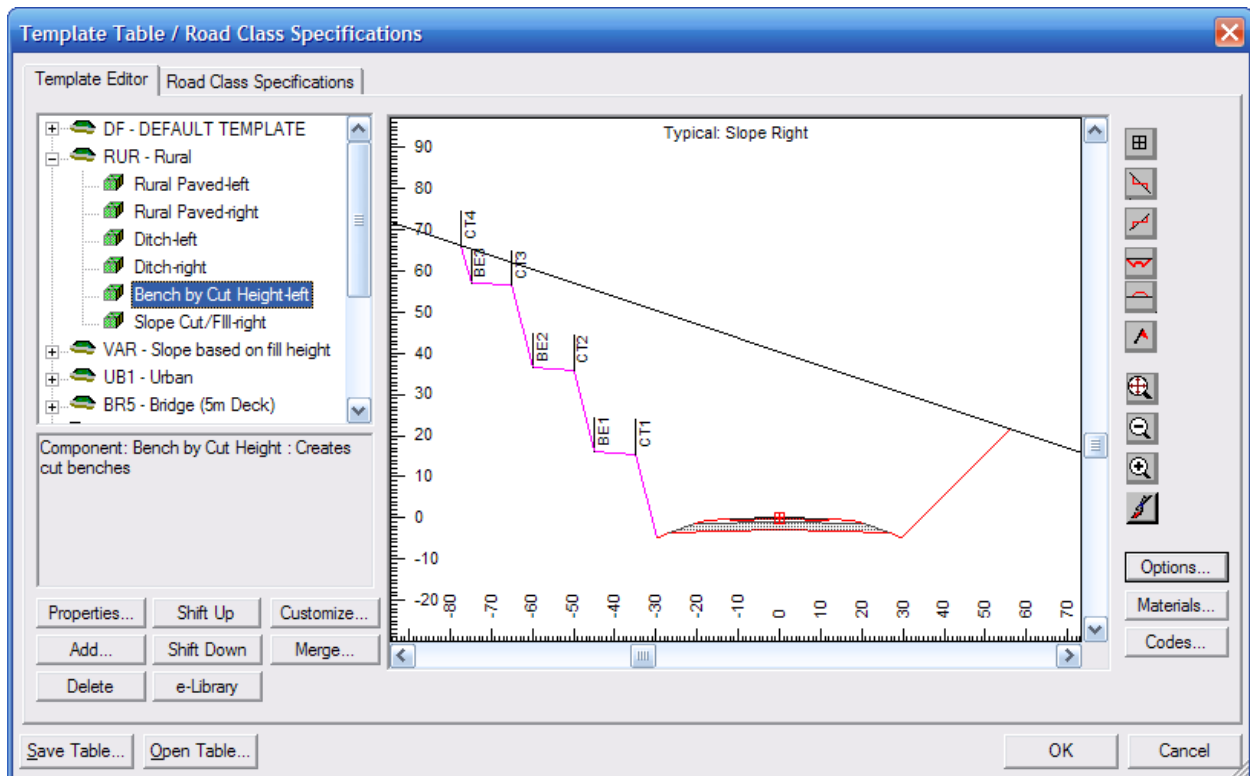 Template Table / Road Class Specifications
Template Editor Road Class Specifications
DF - DEFAULT TEMPLATE
RUR - Rural
Rural Paved-left
Rural Paved-right
Ditch-left
Ditch-right
Bench by Cut Height-left
Slope Cut/FIll-right
VAR - Slope based on fill height
UB1 - Urban
BR5 - Bridge (5m Deck)
Component: Bench by Cut Height : Creates
cut benches
Properties... Shift Up Customize...
Add... Shift Down Merge...
Delete e-Library
Typical: Slope Right
90
80
70
60
50
40
30
20
10
0
-10
-20
CT4
BE3
CT3
BE2
CT2
BE1
CT1
-80 -70 -60 -50 -40 -30 -20 -10 0 10 20 30 40 50 60 70
Options...
Materials...
Codes...
Save Table... Open Table... OK Cancel